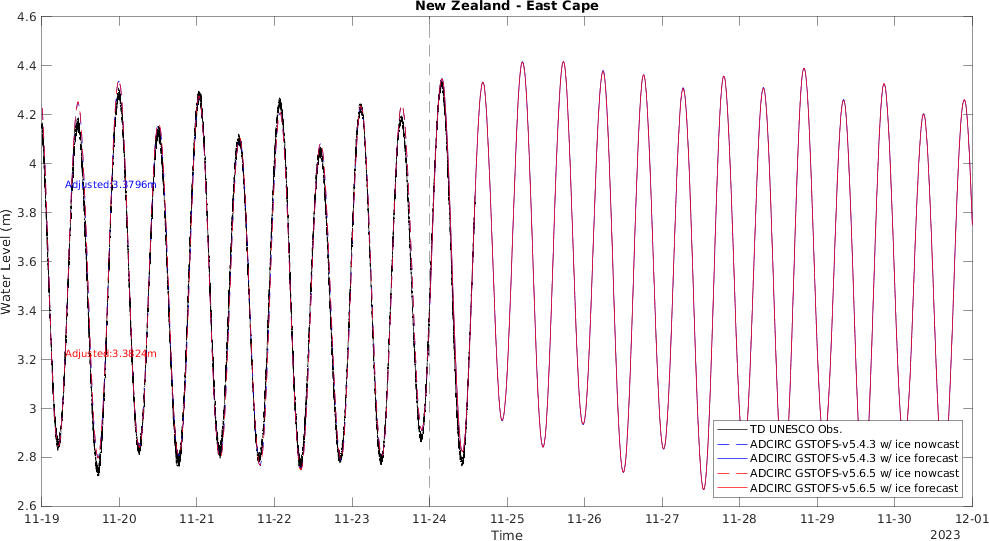 New Zealand - East Cape
4.6
4.4
4.2
4
3.8
3.6
3.4
3.2
3
2.8
2.6
Water Level (m)
Adjusted:3.3796m
Adjusted:3.3824m
TD UNESCO Obs.
ADCIRC GSTOFS-v5.4.3 w/ ice nowcast
ADCIRC GSTOFS-v5.4.3 w/ ice forecast
ADCIRC GSTOFS-v5.6.5 w/ ice nowcast
ADCIRC GSTOFS-v5.6.5 w/ ice forecast
11-19 11-20 11-21 11-22 11-23 11-24 11-25 11-26 11-27 11-28 11-29 11-30 12-01
Time
2023